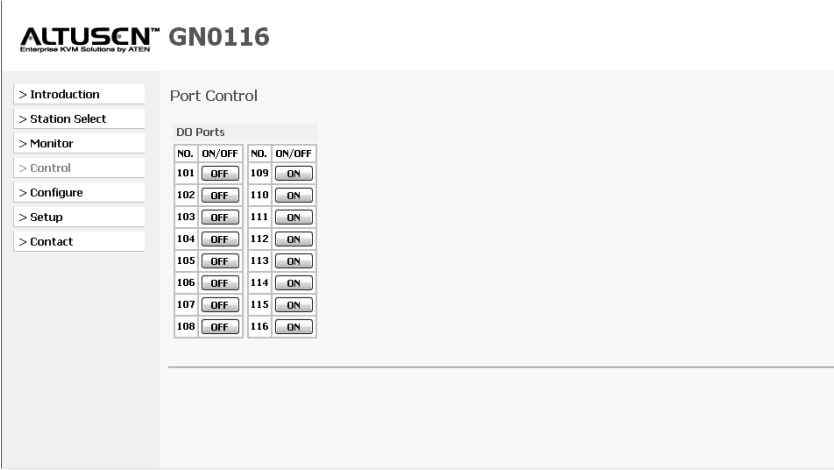 ALTUSEN™ GN0116
Enterprise KVM Solutions by ATEN
> Introduction
> Station Select
> Monitor
> Control
> Configure
> Setup
> Contact
Port Control
DO Ports
NO. ON/OFF NO. ON/OFF
101 OFF 109 ON
102 OFF 110 ON
103 OFF 111 ON
104 OFF 112 ON
105 OFF 113 ON
106 OFF 114 ON
107 OFF 115 ON
108 OFF 116 ON